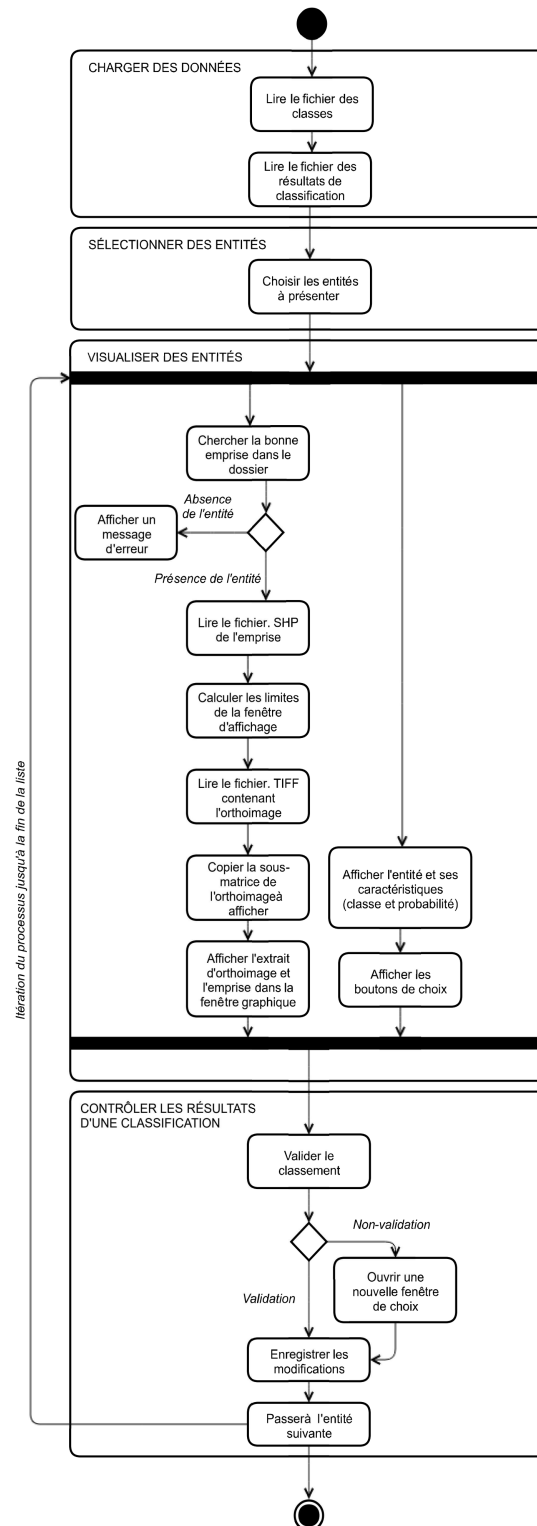 CHARGER DES DONNÉES
Lire le fichier des
classes
Lire le fichier des
résultats de
classification
SÉLECTIONNER DES ENTITÉS
Choisir les entités
à présenter
VISUALISER DES ENTITÉS
Chercher la bonne
emprise dans le
dossier
Absence
de l'entité
Afficher un
message
d'erreur
Présence de l'entité
Lire le fichier. SHP
de l'emprise
Calculer les limites
de la fenêtre
d'affichage
Lire le fichier. TIFF
contenant
l'orthoimage
Copier la sous-
matrice de
l'orthoimageà
afficher
Afficher l'extrait
d'orthoimage et
l'emprise dans la
fenêtre graphique
Afficher l'entité et ses
caractéristiques
(classe et probabilité)
Afficher les
boutons de choix
Itération du processus jusqu'à la fin de la liste
CONTRÔLER LES RÉSULTATS
D'UNE CLASSIFICATION
Valider le
classement
Non-validation
Ouvrir une
nouvelle fenêtre
de choix
Validation
Enregistrer les
modifications
Passerà l'entité
suivante